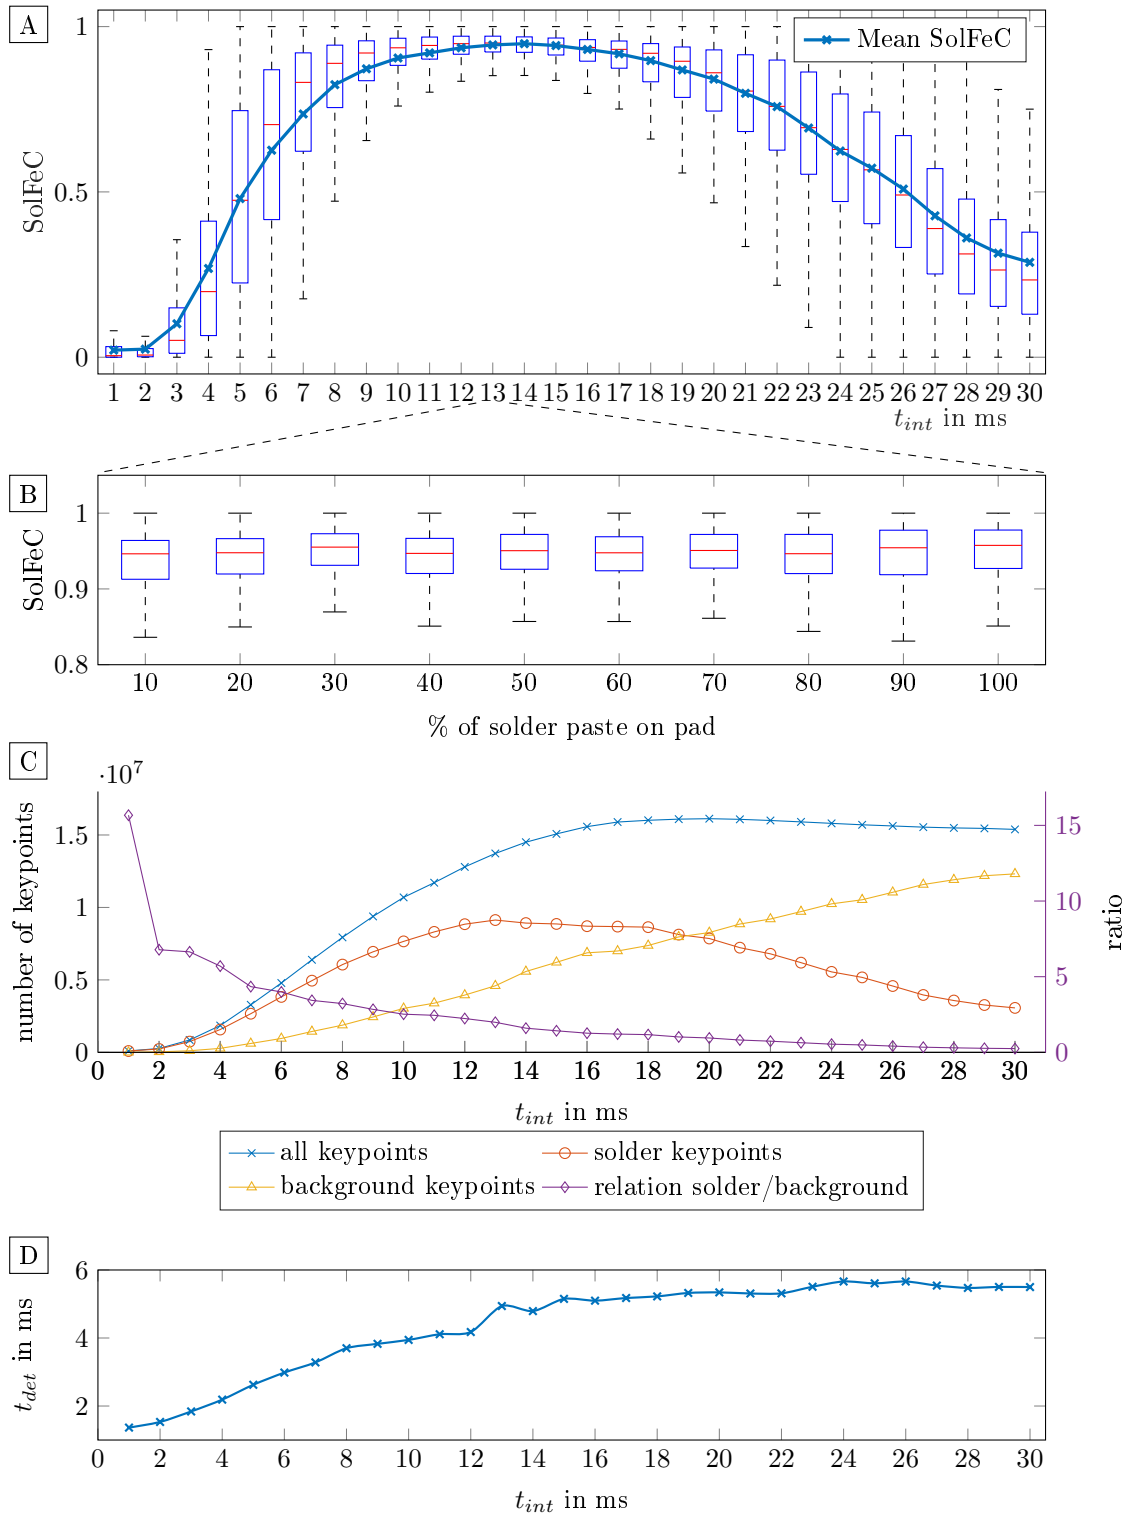 A
1
0.5
0
SolFeC
Mean SolFeC
1 2 3 4 5 6 7 8 9 10 11 12 13 14 15 16 17 18 19 20 21 22 23 24 25 26 27 28 29 30
t_int in ms
B
1
0.9
0.8
SolFeC
10 20 30 40 50 60 70 80 90 100
% of solder paste on pad
C
·10^7
1.5
1
0.5
0
number of keypoints
15
10
5
0
ratio
0 2 4 6 8 10 12 14 16 18 20 22 24 26 28 30
t_int in ms
all keypoints
solder keypoints
background keypoints
relation solder/background
D
6
4
2
t_det in ms
0 2 4 6 8 10 12 14 16 18 20 22 24 26 28 30
t_int in ms